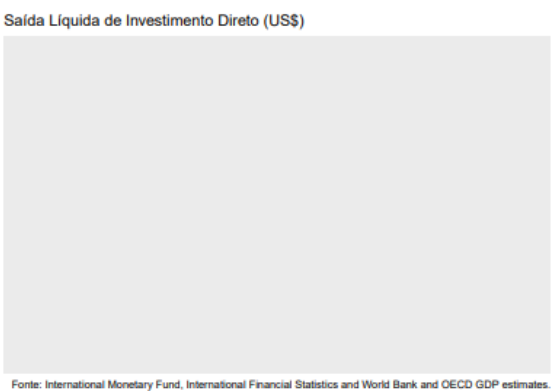 Saída Líquida de Investimento Direto (US$)
Fonte: International Monetary Fund, International Financial Statistics and World Bank and OECD GDP estimates.